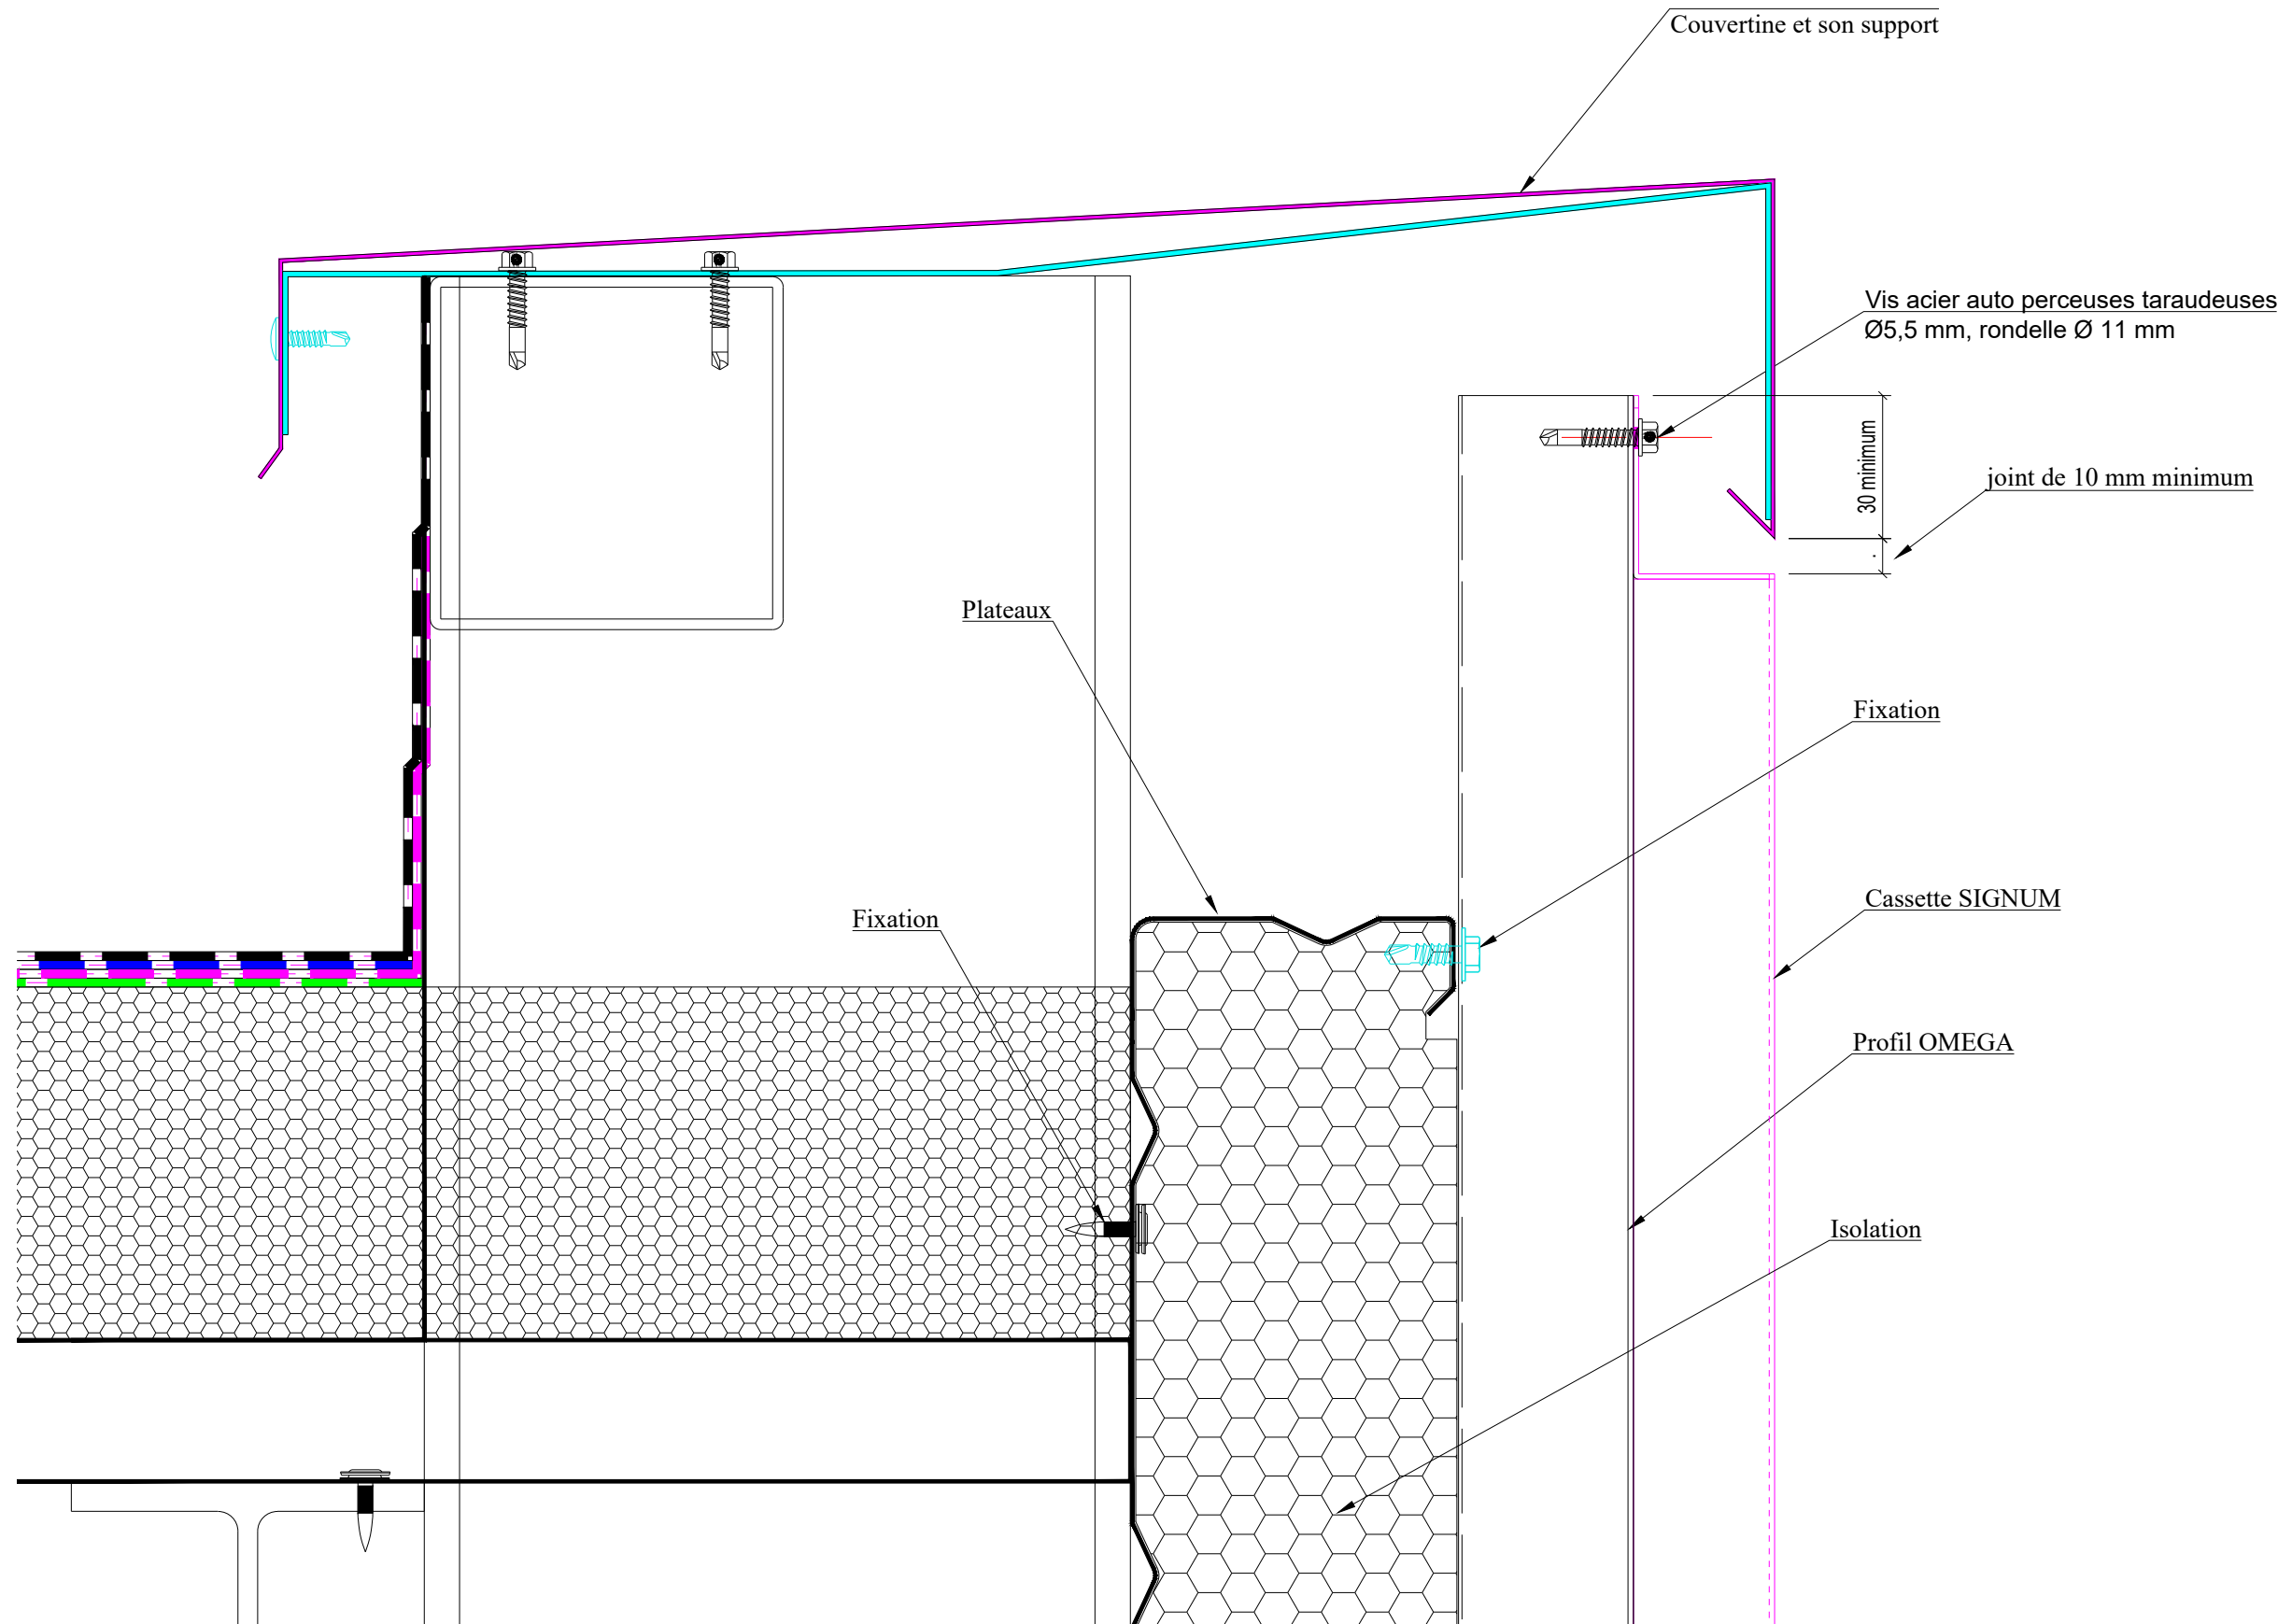 Couvertine et son support
Vis acier auto perceuses taraudeuses
Ø5,5 mm, rondelle Ø 11 mm
30 minimum
joint de 10 mm minimum
Plateaux
Fixation
Cassette SIGNUM
Fixation
Profil OMEGA
Isolation